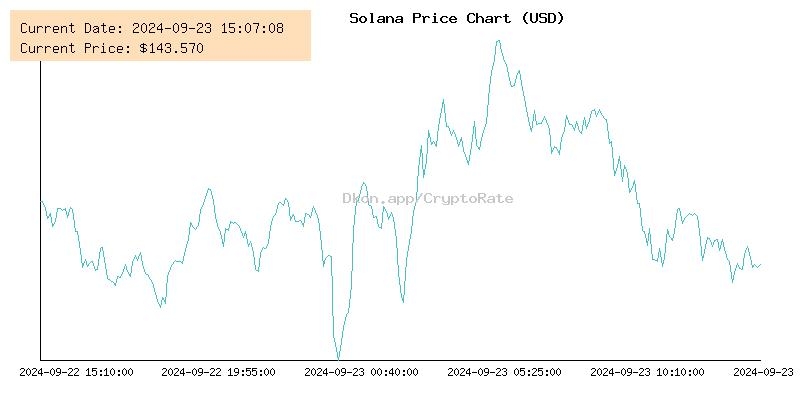 Solana Price Chart (USD)
Current Date: 2024-09-23 15:07:08
Current Price: $143.570
Dkdn.app/CryptoRate
2024-09-22 15:10:00
2024-09-22 19:55:00
2024-09-23 00:40:00
2024-09-23 05:25:00
2024-09-23 10:10:00
2024-09-23